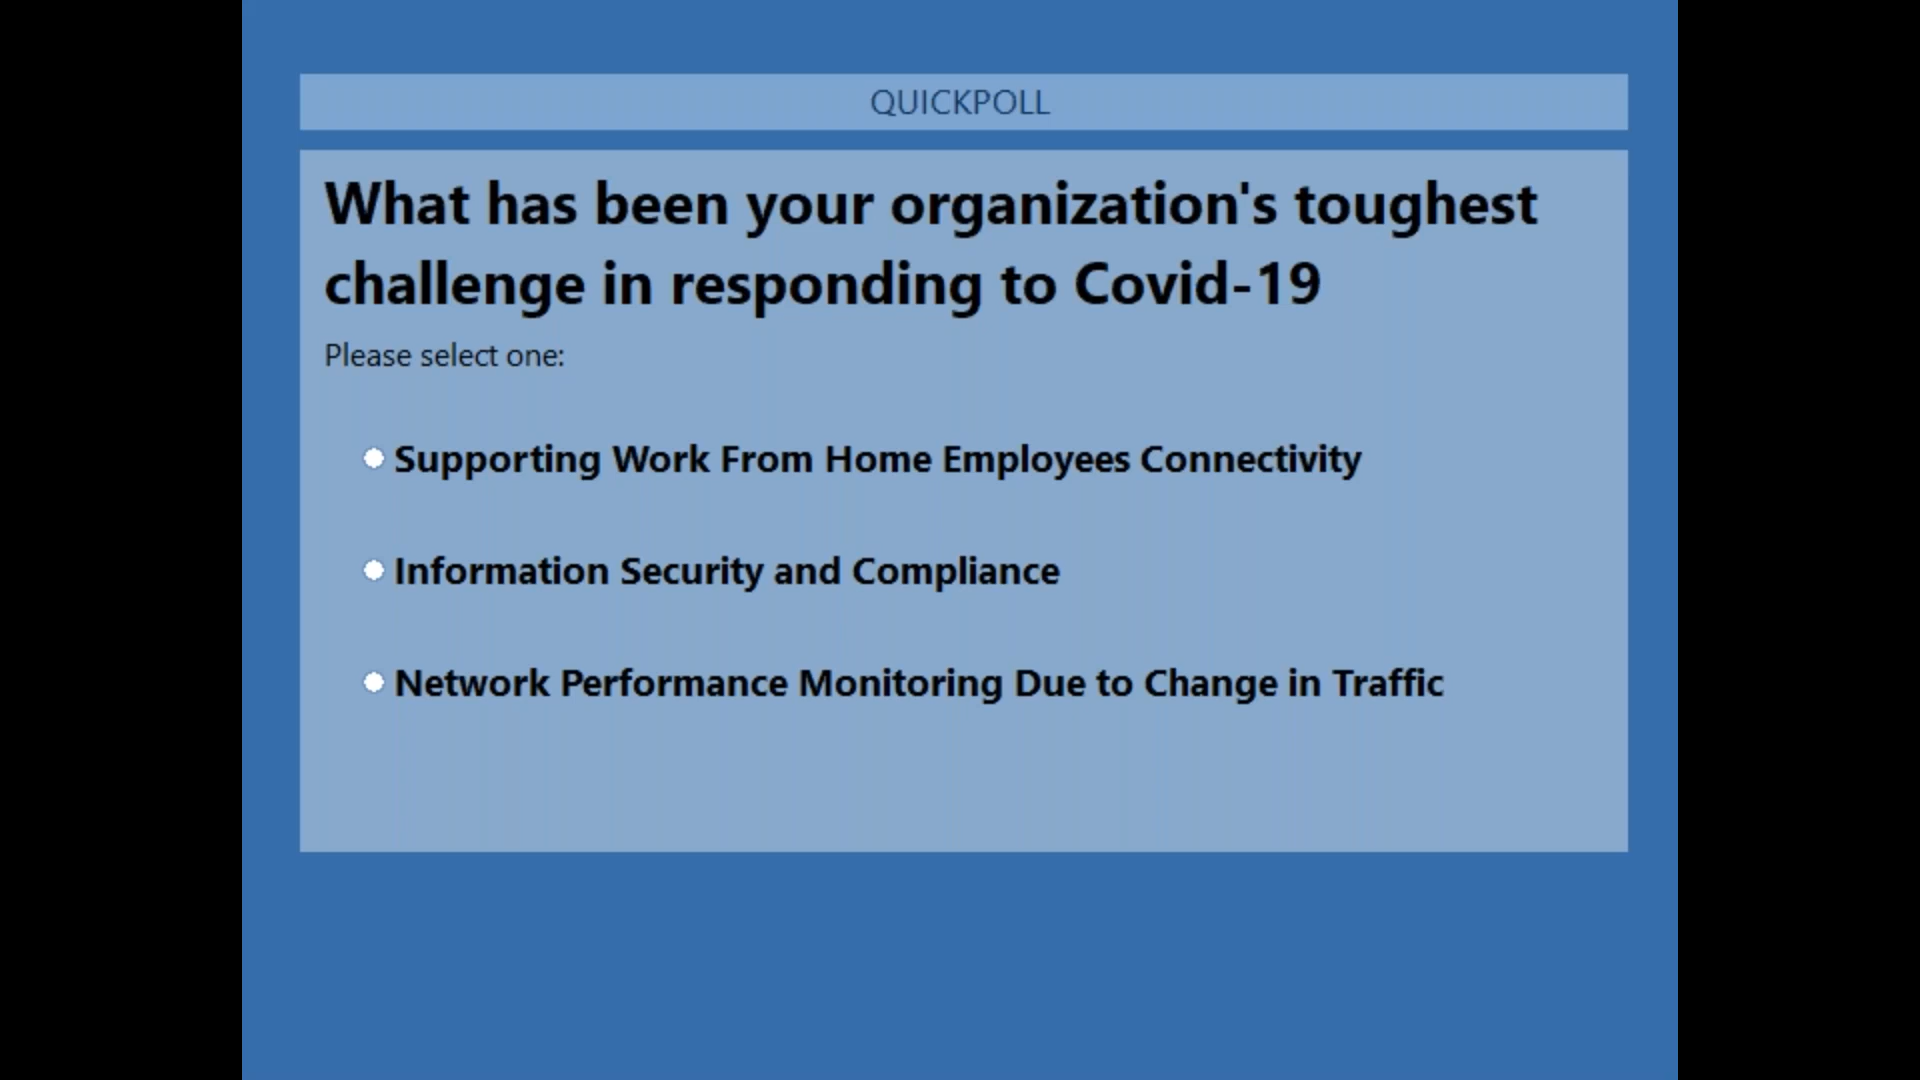 QUICKPOLL
What has been your organization's toughest
challenge in responding to Covid-19
Please select one:
Supporting Work From Home Employees Connectivity
Information Security and Compliance
Network Performance Monitoring Due to Change in Traffic